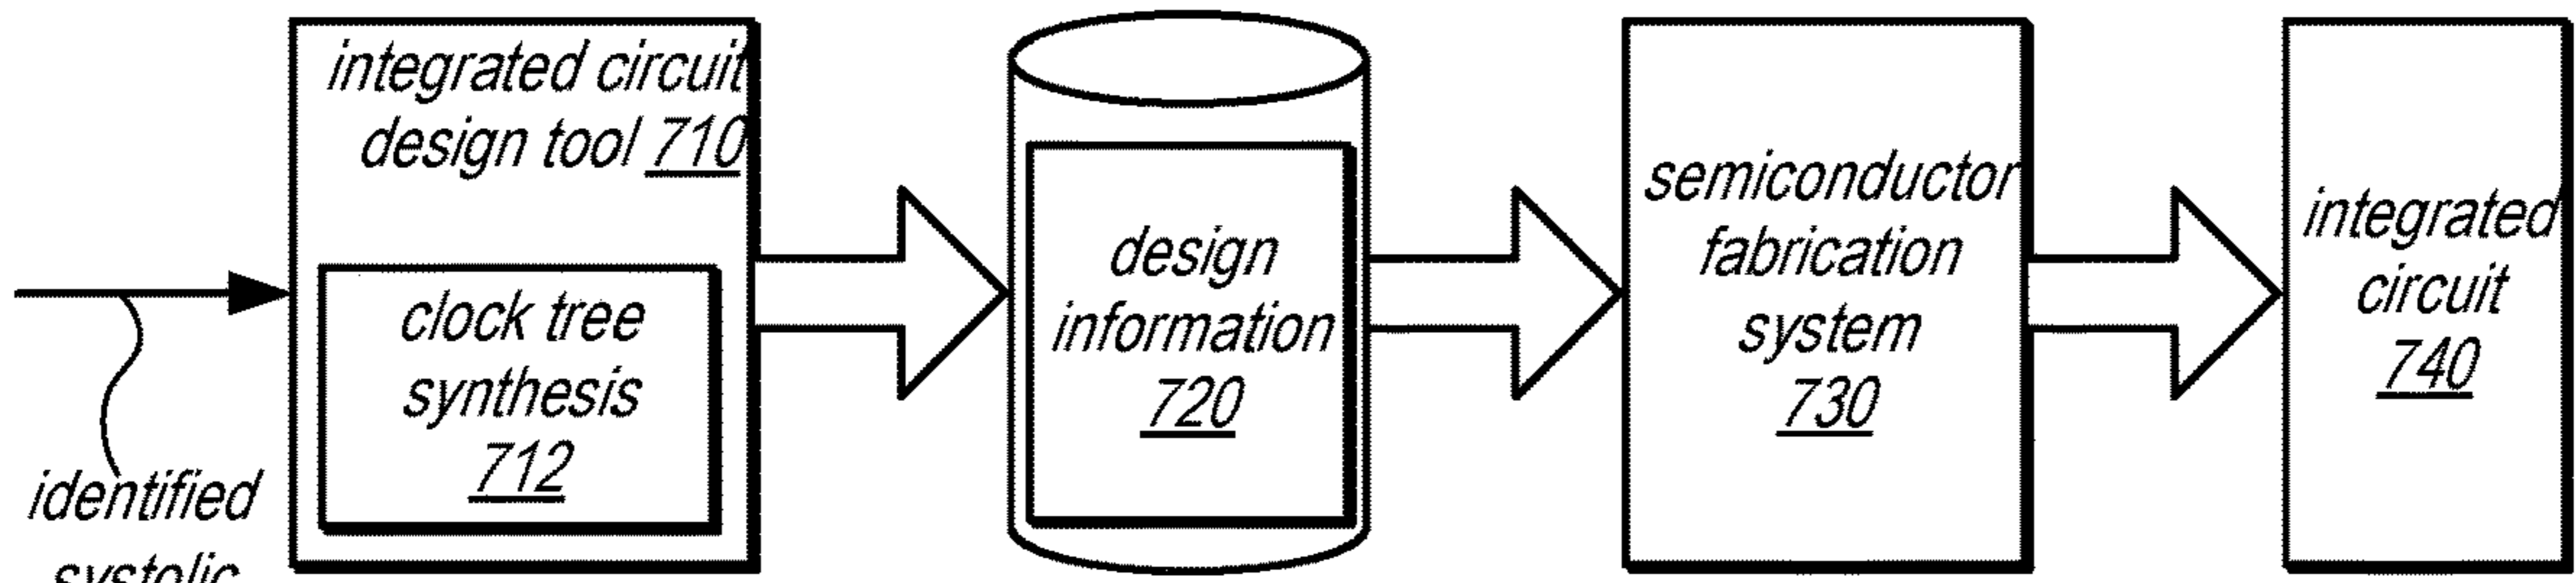 integrated circuit
design tool 710
clock tree
synthesis
712
identified
systolic
design
information
720
semiconductor
fabrication
system
730
integrated
circuit
740